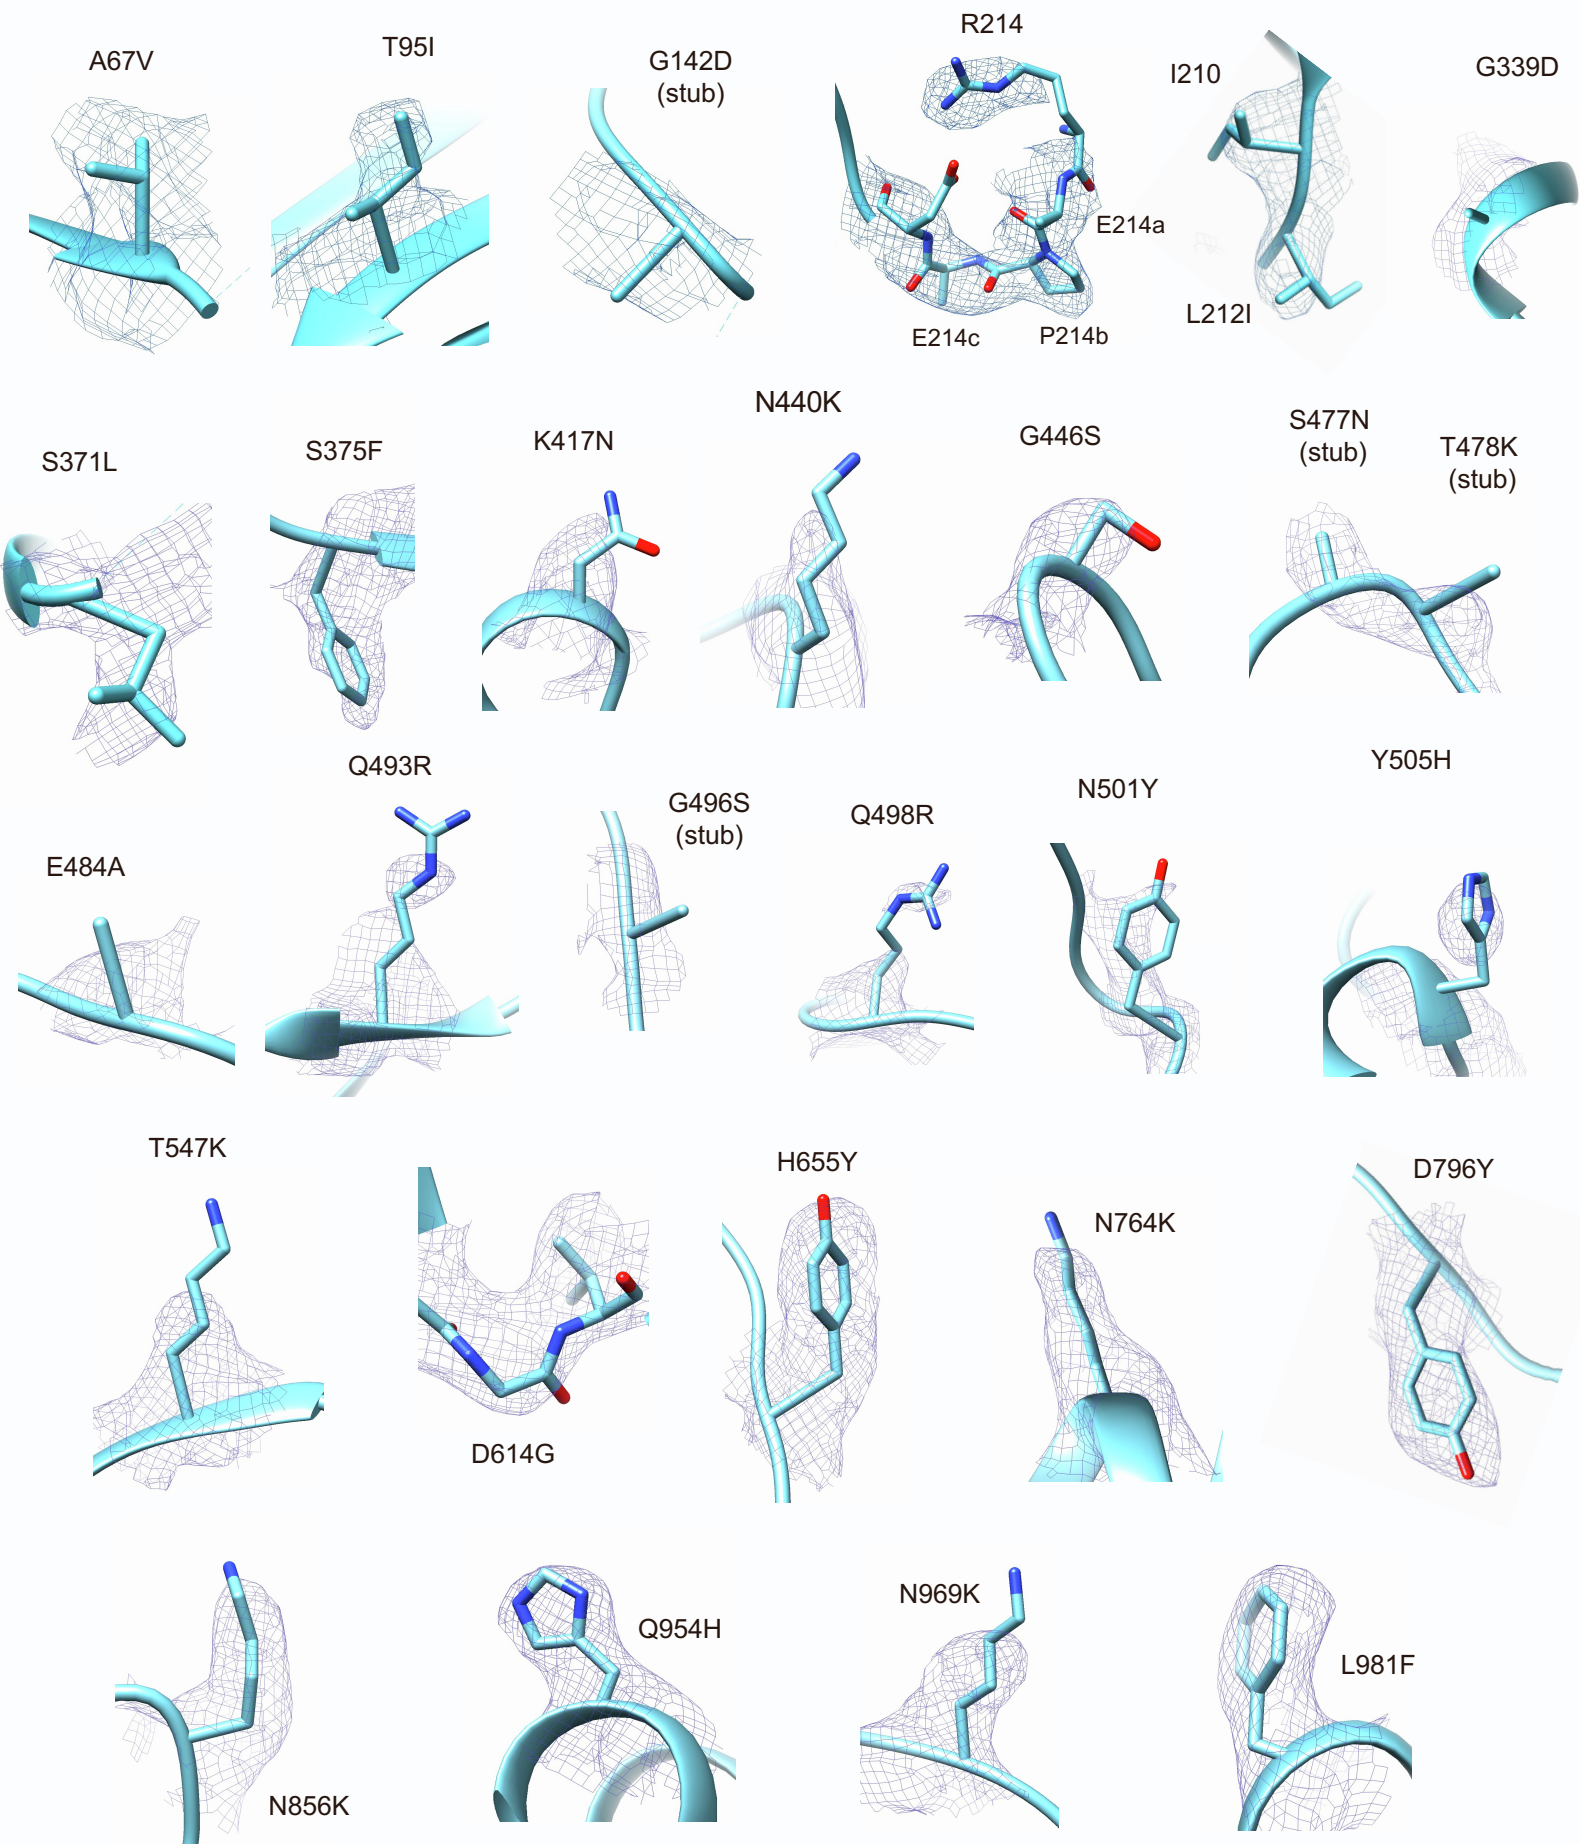 A67V
T95I
G142D
(stub)
R214
I210
G339D
E214a
L212I
E214c
P214b
S371L
S375F
K417N
N440K
G446S
S477N
(stub)
T478K
(stub)
E484A
Q493R
G496S
(stub)
Q498R
N501Y
Y505H
T547K
D614G
H655Y
N764K
D796Y
N856K
Q954H
N969K
L981F